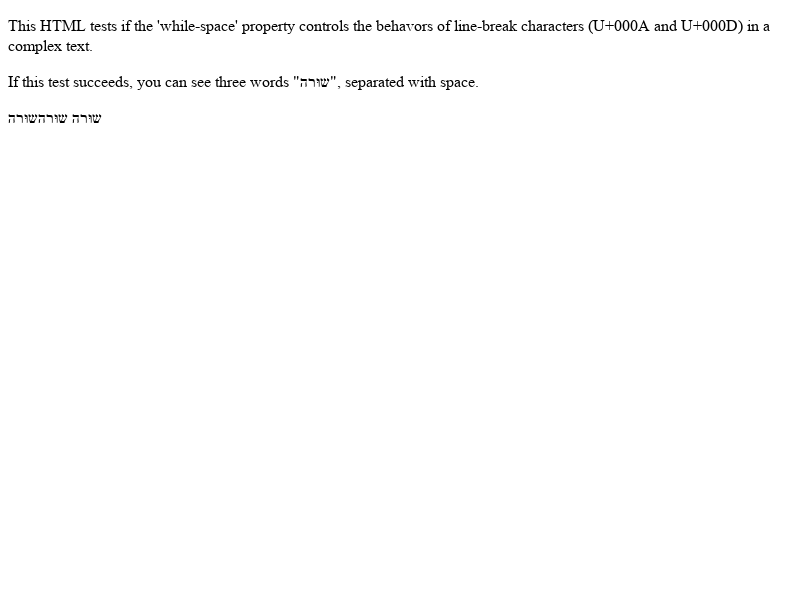 This HTML tests if the 'while-space' property controls the behavors of line-break characters (U+000A and U+000D) in a
complex text.
If this test succeeds, you can see three words "שורה", separated with space.
שורה שורהשורה